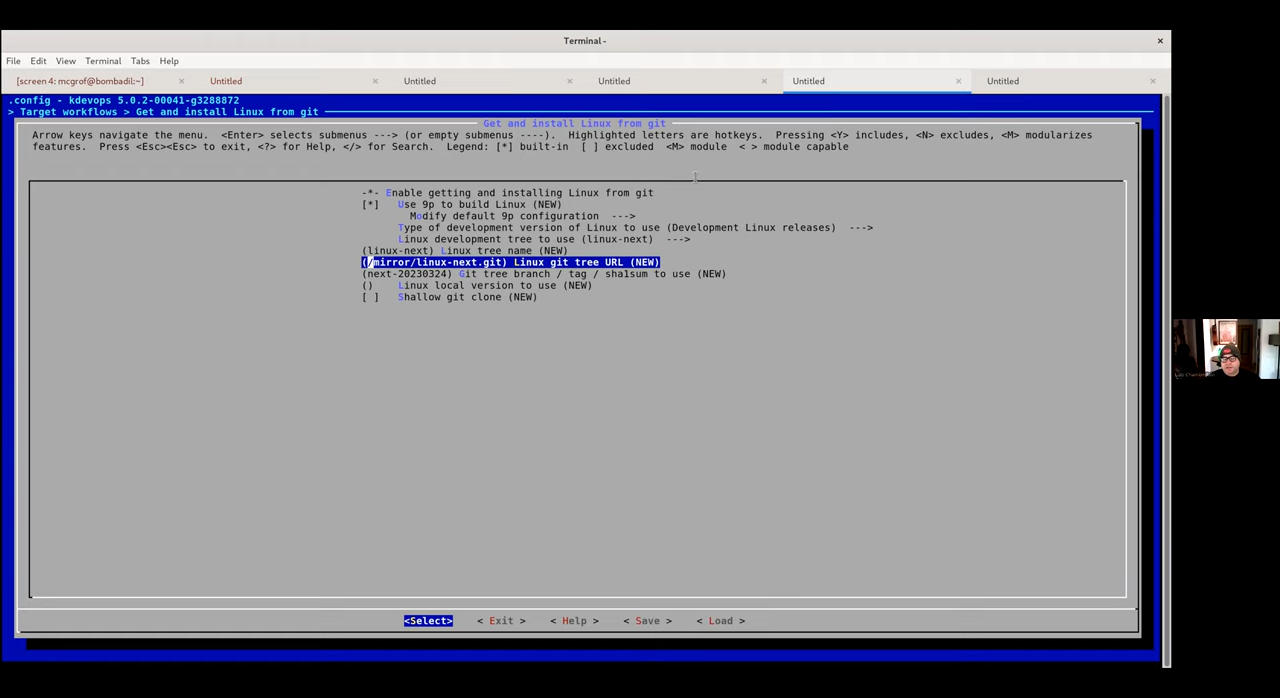 Terminal -
File Edit View Terminal Tabs Help
[screen 4: mcgrof@bombadil:~] Untitled Untitled Untitled Untitled Untitled
.config - kdevops 5.0.2-00041-g3288872
> Target workflows > Get and install Linux from git
Get and install Linux from git
Arrow keys navigate the menu. <Enter> selects submenus ---> (or empty submenus ----). Highlighted letters are hotkeys. Pressing <Y> includes, <N> excludes, <M> modularizes
features. Press <Esc><Esc> to exit, <?> for Help, </> for Search. Legend: [*] built-in [ ] excluded <M> module < > module capable
-*- Enable getting and installing Linux from git
[*] Use 9p to build Linux (NEW)
Modify default 9p configuration --->
Type of development version of Linux to use (Development Linux releases) --->
Linux development tree to use (linux-next) --->
(linux-next) Linux tree name (NEW)
(/mirror/linux-next.git) Linux git tree URL (NEW)
(next-20230324) Git tree branch / tag / sha1sum to use (NEW)
() Linux local version to use (NEW)
[ ] Shallow git clone (NEW)
<Select> < Exit > < Help > < Save > < Load >